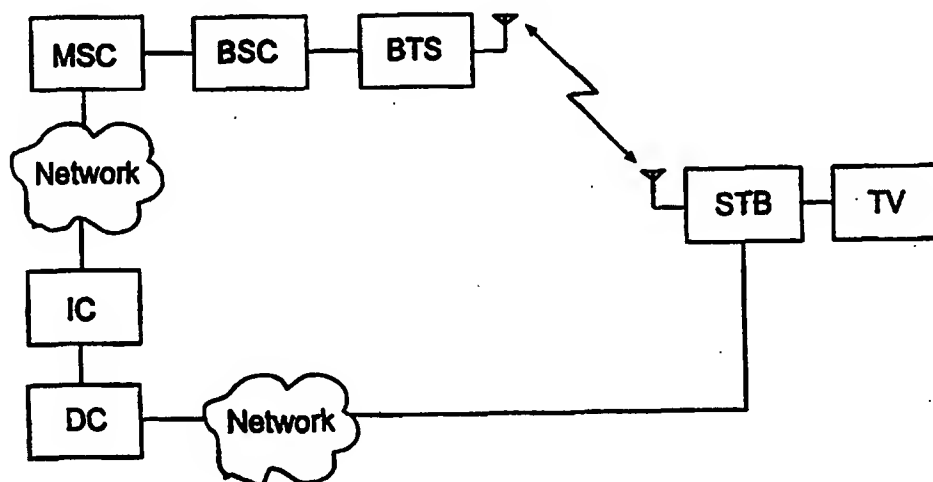 MSC
BSC
BTS
Network
STB
TV
IC
DC
Network